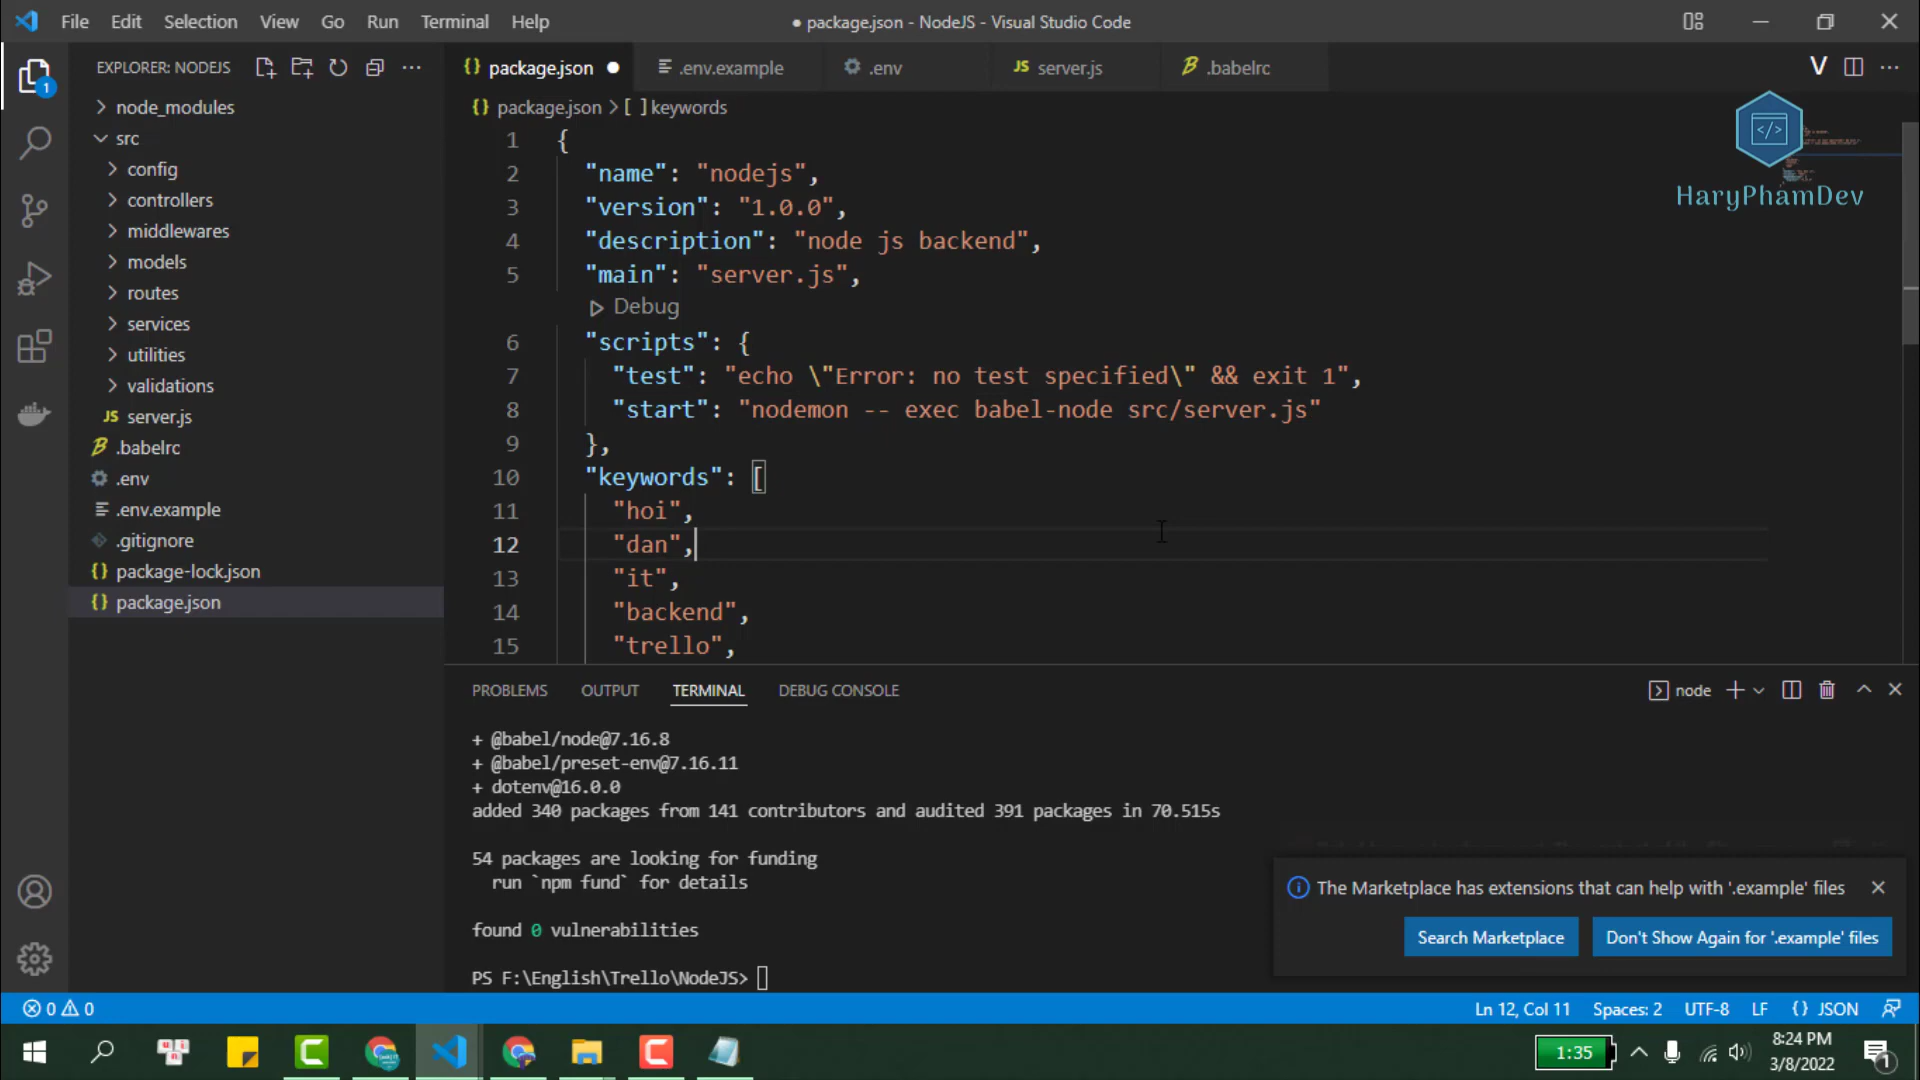 File Edit Selection View Go Run Terminal Help ● package.json - NodeJS - Visual Studio Code
EXPLORER: NODEJS
node_modules
src
config
controllers
middlewares
models
routes
services
utilities
validations
JS server.js
.babelrc
.env
.env.example
.gitignore
{} package-lock.json
{} package.json
1
{} package.json ● .env.example .env JS server.js .babelrc
{} package.json > [ ] keywords
1 {
2 "name": "nodejs",
3 "version": "1.0.0",
4 "description": "node js backend",
5 "main": "server.js",
Debug
6 "scripts": {
7 "test": "echo \"Error: no test specified\" && exit 1",
8 "start": "nodemon -- exec babel-node src/server.js"
9 },
10 "keywords": [
11 "hoi",
12 "dan",
13 "it",
14 "backend",
15 "trello",
</>
HaryPhamDev
PROBLEMS OUTPUT TERMINAL DEBUG CONSOLE node
+ @babel/node@7.16.8
+ @babel/preset-env@7.16.11
+ dotenv@16.0.0
added 340 packages from 141 contributors and audited 391 packages in 70.515s
54 packages are looking for funding
run `npm fund` for details
found 0 vulnerabilities
PS F:\English\Trello\NodeJS>
The Marketplace has extensions that can help with '.example' files
Search Marketplace Don't Show Again for '.example' files
0 0 Ln 12, Col 11 Spaces: 2 UTF-8 LF {} JSON
1:35 8:24 PM
3/8/2022
1